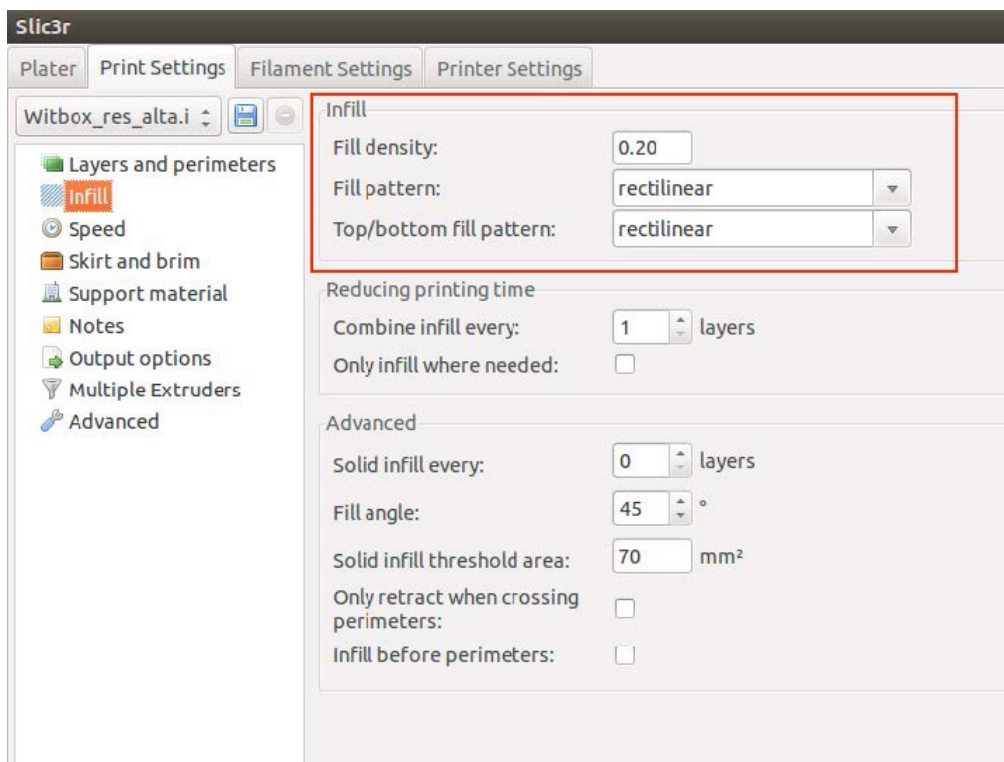 Slic3r
Plater Print Settings Filament Settings Printer Settings
Witbox_res_alta.i
Layers and perimeters
Infill
Speed
Skirt and brim
Support material
Notes
Output options
Multiple Extruders
Advanced
Infill
Fill density: 0.20
Fill pattern: rectilinear
Top/bottom fill pattern: rectilinear
Reducing printing time
Combine infill every: 1 layers
Only infill where needed:
Advanced
Solid infill every: 0 layers
Fill angle: 45 °
Solid infill threshold area: 70 mm²
Only retract when crossing
perimeters:
Infill before perimeters: